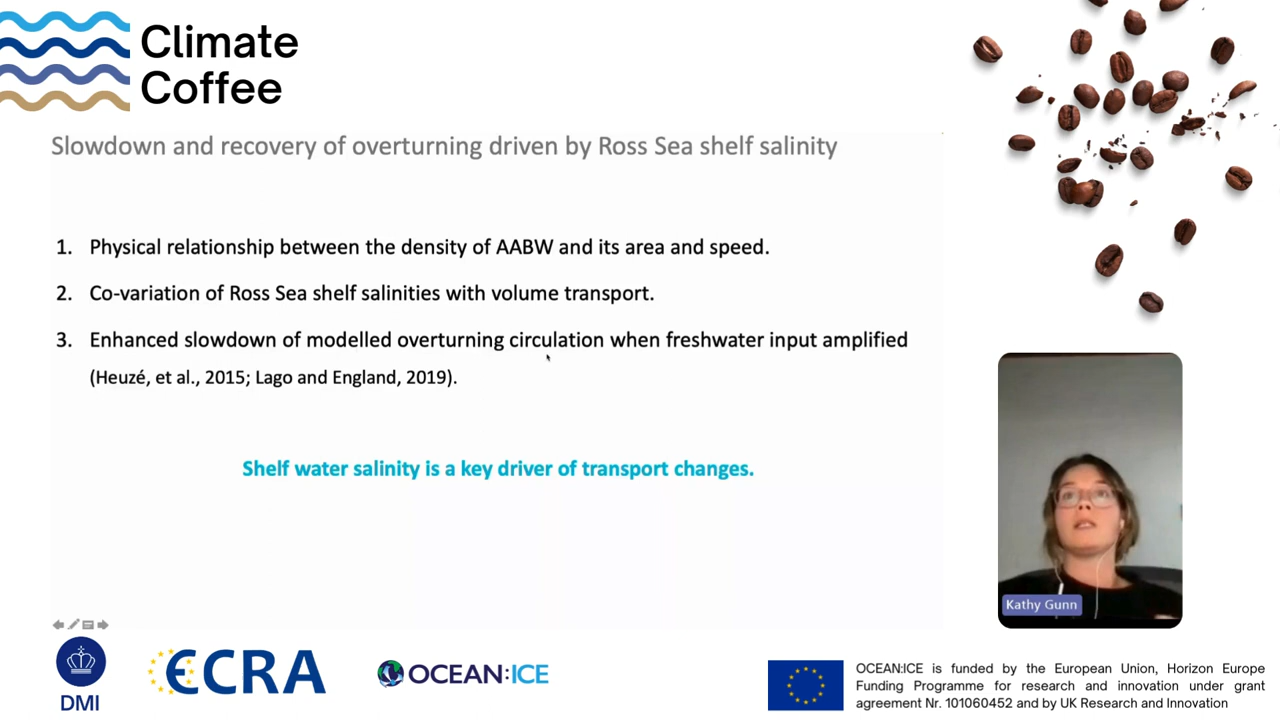 Climate
Coffee
Slowdown and recovery of overturning driven by Ross Sea shelf salinity
1. Physical relationship between the density of AABW and its area and speed.
2. Co-variation of Ross Sea shelf salinities with volume transport.
3. Enhanced slowdown of modelled overturning circulation when freshwater input amplified
(Heuzé, et al., 2015; Lago and England, 2019).
Shelf water salinity is a key driver of transport changes.
Kathy Gunn
DMI
ECRA
OCEAN:ICE
OCEAN:ICE is funded by the European Union, Horizon Europe
Funding Programme for research and innovation under grant
agreement Nr. 101060452 and by UK Research and Innovation